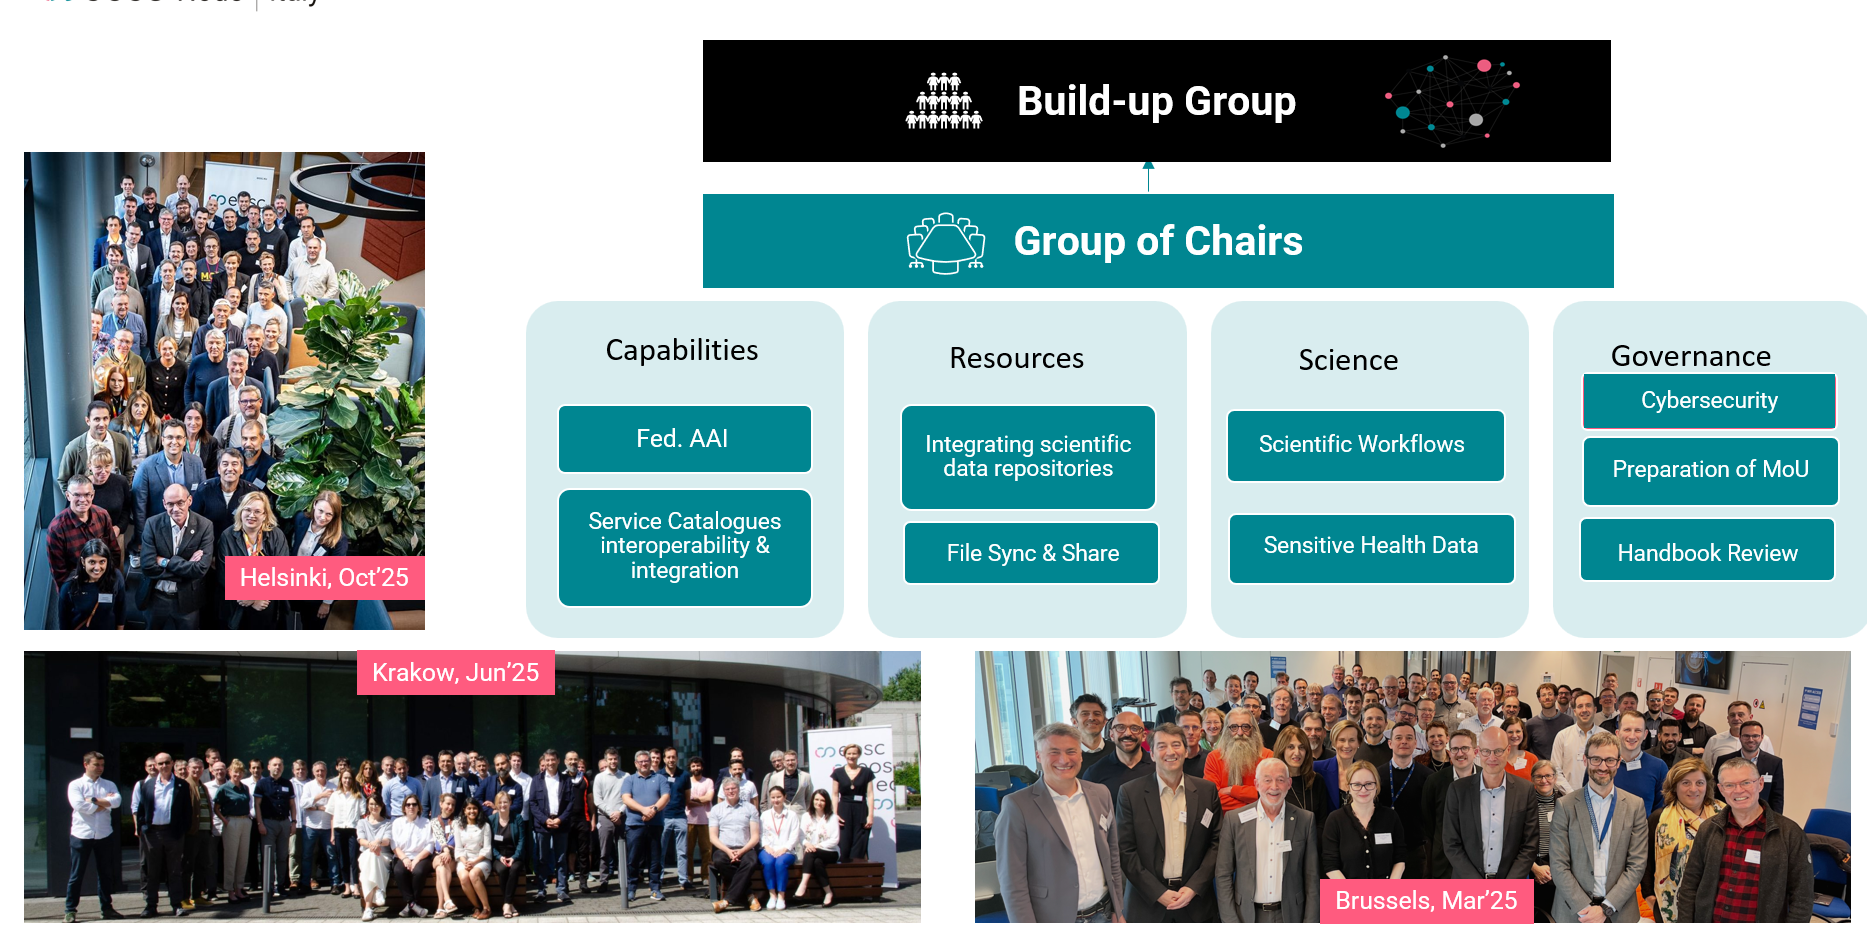 Build-up Group
Group of Chairs
Capabilities
Fed. AAI
Service Catalogues
interoperability &
integration
Resources
Integrating scientific
data repositories
File Sync & Share
Science
Scientific Workflows
Sensitive Health Data
Governance
Cybersecurity
Preparation of MoU
Handbook Review
eosc
Helsinki, Oct’25
Krakow, Jun’25
eosc
Brussels, Mar’25